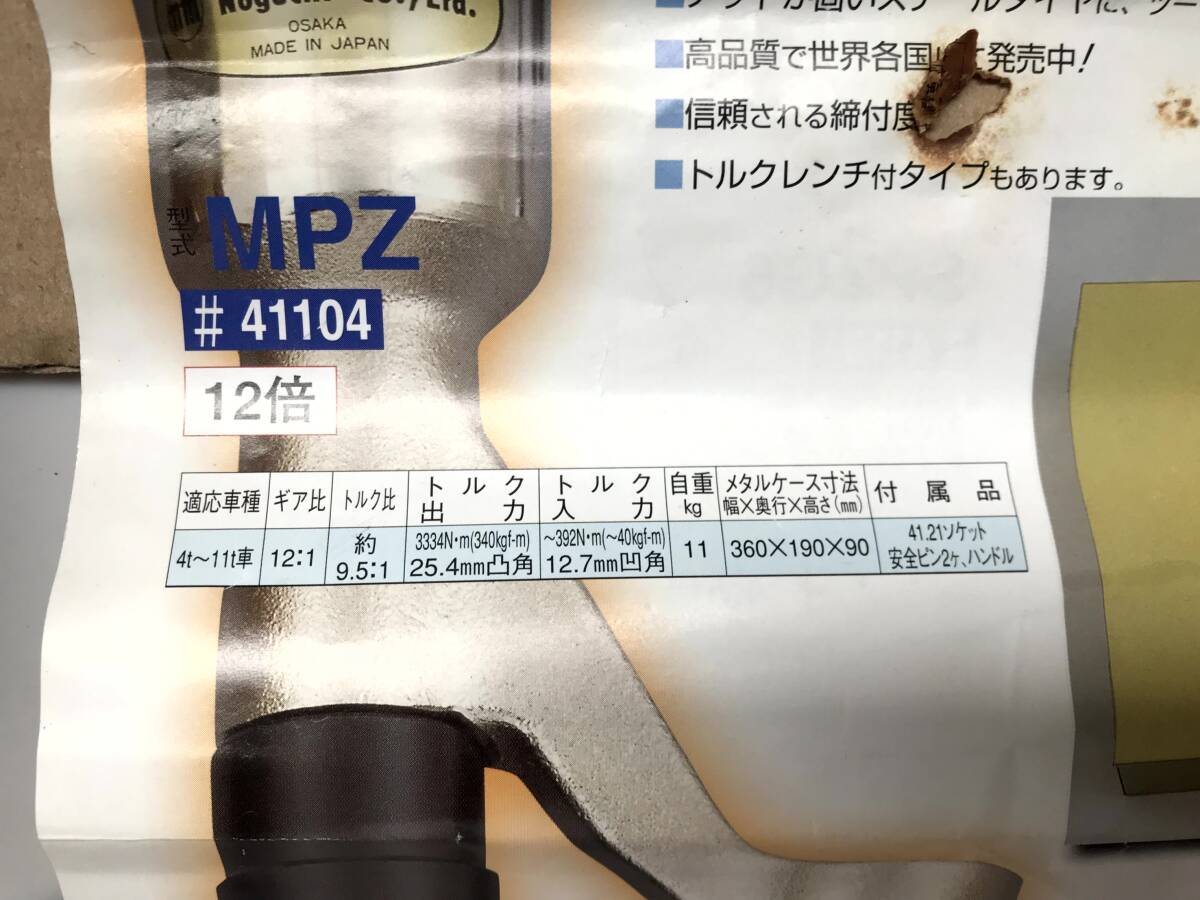 Co.,Ltd.
OSAKA
MADE IN JAPAN
■高品質で世界各国 発売中!
■信頼される締付度
■トルクレンチ付タイプもあります。
型式 MPZ
# 41104
12倍
適応車種 ギア比 トルク比 トルク出力 トルク入力 自重kg メタルケース寸法 幅×奥行×高さ(mm) 付属品
4t〜11t車 12:1 約9.5:1 3334N・m(340kgf-m) 25.4mm凸角 〜392N・m(〜40kgf-m) 12.7mm凹角 11 360×190×90 41.21ソケット 安全ピン2ヶ、ハンドル